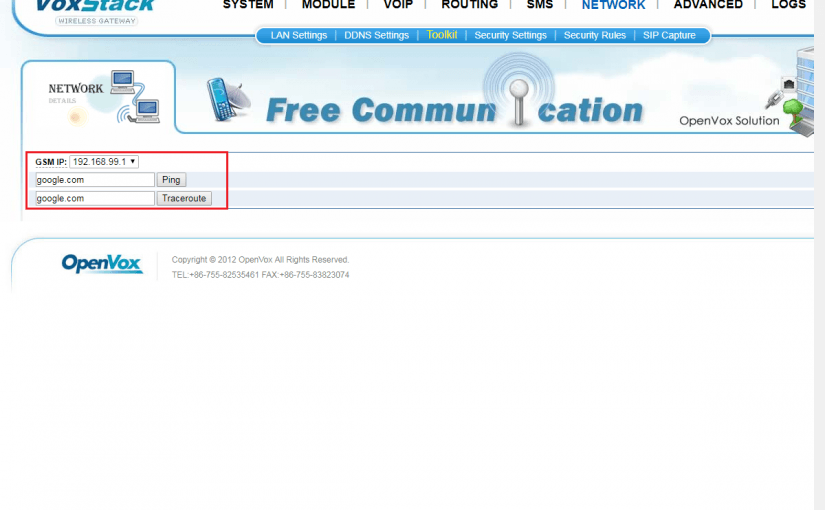 VoxStack
WIRELESS GATEWAY
SYSTEM | MODULE | VOIP | ROUTING | SMS | NETWORK | ADVANCED | LOGS
LAN Settings | DDNS Settings | Toolkit | Security Settings | Security Rules | SIP Capture
NETWORK
DETAILS
Free Commun cation
OpenVox Solution
GSM IP: 192.168.99.1
google.com Ping
google.com Traceroute
OpenVox
Copyright © 2012 OpenVox All Rights Reserved.
TEL:+86-755-82535461 FAX:+86-755-83823074